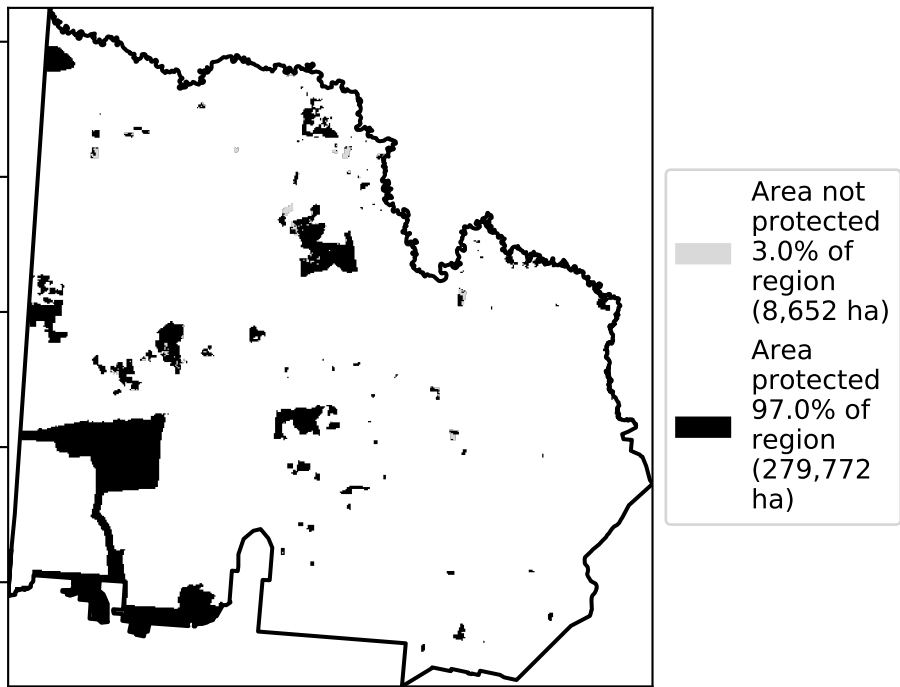 Area not
protected
3.0% of
region
(8,652 ha)
Area
protected
97.0% of
region
(279,772
ha)